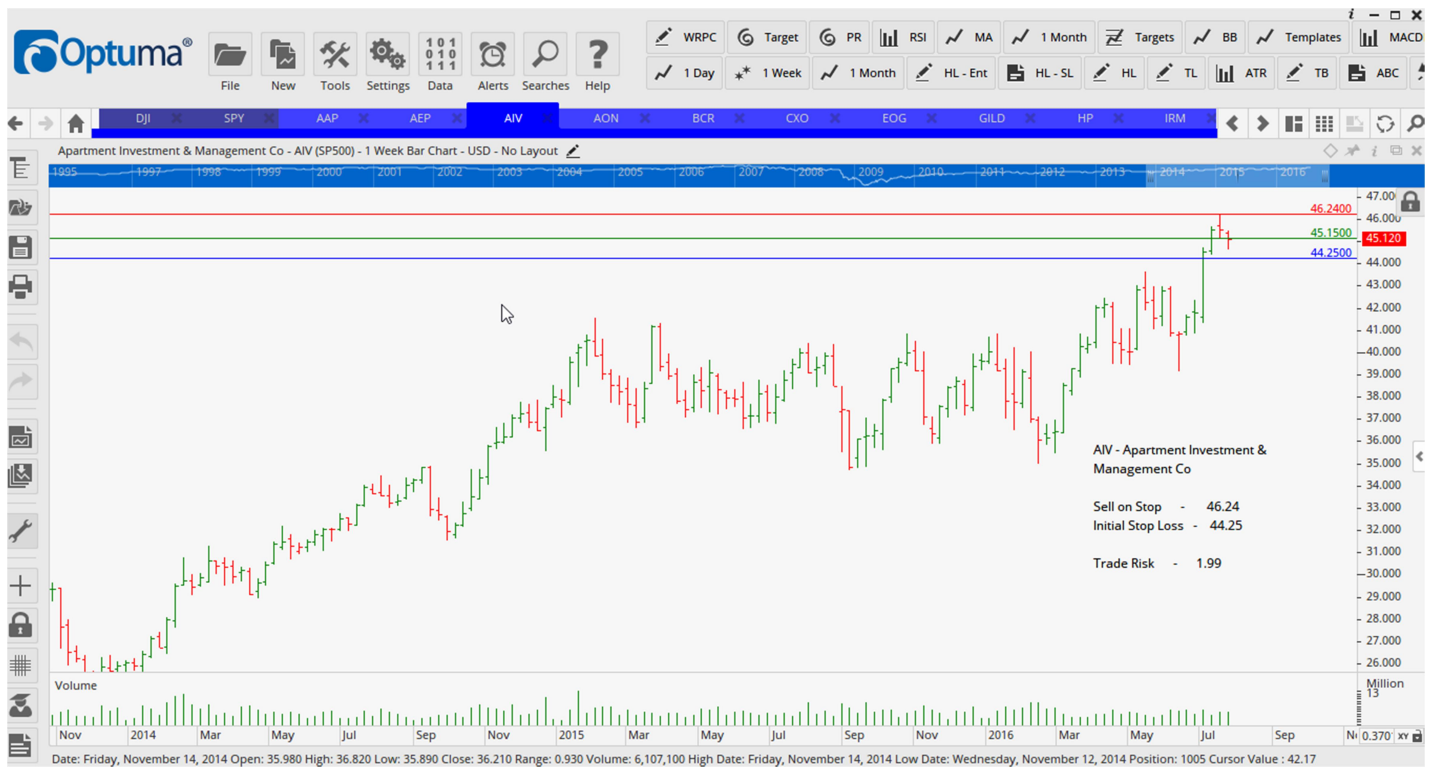 Optuma®
File New Tools Settings Data Alerts Searches Help
WRPC Target PR RSI MA 1 Month Targets BB Templates MACD
1 Day 1 Week 1 Month HL - Ent HL - SL HL TL ATR TB ABC
DJI SPY AAP AEP AIV AON BCR CXO EOG GILD HP IRM
Apartment Investment & Management Co - AIV (SP500) - 1 Week Bar Chart - USD - No Layout
1995 1997 1998 1999 2000 2001 2002 2003 2004 2005 2006 2007 2008 2009 2010 2011 2012 2013 2014 2015 2016
47.00
46.2400
46.000
45.1500
45.120
44.2500
44.000
43.000
42.000
41.000
40.000
39.000
38.000
37.000
36.000
AIV - Apartment Investment &
35.000
Management Co
34.000
Sell on Stop - 46.24
33.000
Initial Stop Loss - 44.25
32.000
31.000
Trade Risk - 1.99
30.000
29.000
28.000
27.000
26.000
Volume
Million
13
Nov 2014 Mar May Jul Sep Nov 2015 Mar May Jul Sep Nov 2016 Mar May Jul Sep 0.370 XY
Date: Friday, November 14, 2014 Open: 35.980 High: 36.820 Low: 35.890 Close: 36.210 Range: 0.930 Volume: 6,107,100 High Date: Friday, November 14, 2014 Low Date: Wednesday, November 12, 2014 Position: 1005 Cursor Value : 42.17